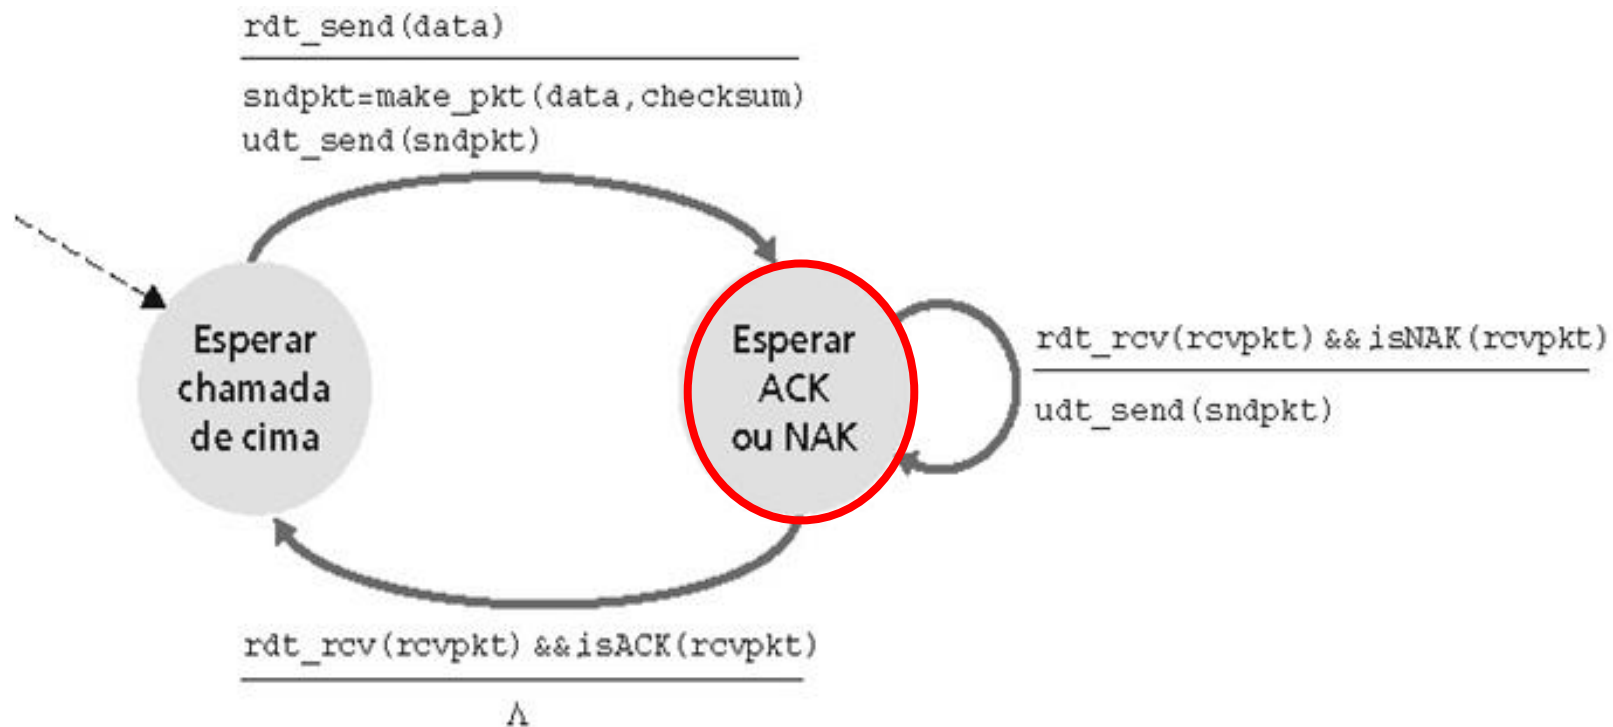 rdt_send(data)
sndpkt=make_pkt(data,checksum)
udt_send(sndpkt)
Esperar
chamada
de cima
Esperar
ACK
ou NAK
rdt_rcv(rcvpkt) && isNAK(rcvpkt)
udt_send(sndpkt)
rdt_rcv(rcvpkt) && isACK(rcvpkt)
Λ